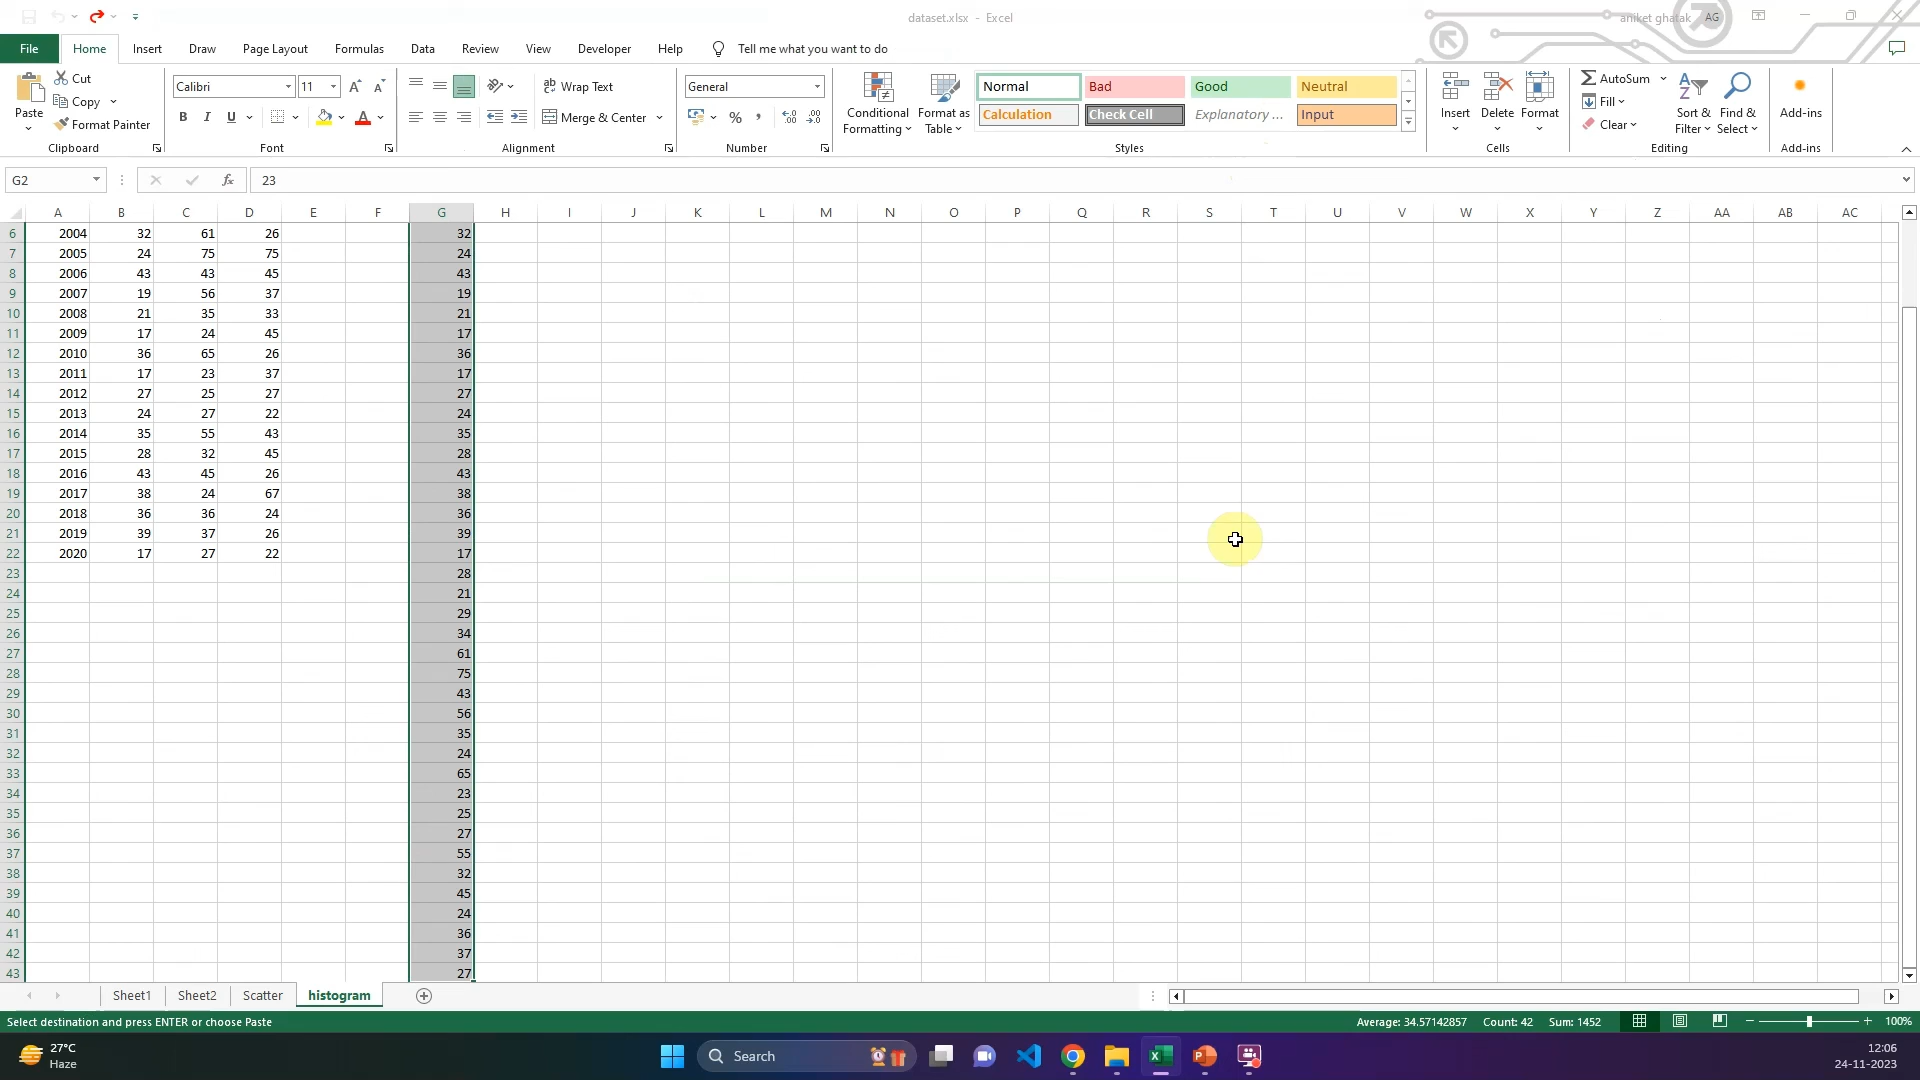 dataset.xlsx - Excel
aniket ghatak AG
File Home Insert Draw Page Layout Formulas Data Review View Developer Help Tell me what you want to do
Cut
Copy
Format Painter
Paste
Clipboard
Calibri 11 A A
B I U A
Font
Wrap Text
Merge & Center
Alignment
General
% , .00 .0
Number
Conditional Formatting
Format as Table
Normal Bad Good Neutral
Calculation Check Cell Explanatory ... Input
Styles
Insert Delete Format
Cells
AutoSum
Fill
Clear
Sort & Filter
Find & Select
Editing
Add-ins
Add-ins
G2 fx 23
A B C D E F G H I J K L M N O P Q R S T U V W X Y Z AA AB AC
6 2004 32 61 26 32
7 2005 24 75 75 24
8 2006 43 43 45 43
9 2007 19 56 37 19
10 2008 21 35 33 21
11 2009 17 24 45 17
12 2010 36 65 26 36
13 2011 17 23 37 17
14 2012 27 25 27 27
15 2013 24 27 22 24
16 2014 35 55 43 35
17 2015 28 32 45 28
18 2016 43 45 26 43
19 2017 38 24 67 38
20 2018 36 36 24 36
21 2019 39 37 26 39
22 2020 17 27 22 17
23 28
24 21
25 29
26 34
27 61
28 75
29 43
30 56
31 35
32 24
33 65
34 23
35 25
36 27
37 55
38 32
39 45
40 24
41 36
42 37
43 27
Sheet1 Sheet2 Scatter histogram
Select destination and press ENTER or choose Paste Average: 34.57142857 Count: 42 Sum: 1452 100%
27°C
Haze
Search
12:06
24-11-2023